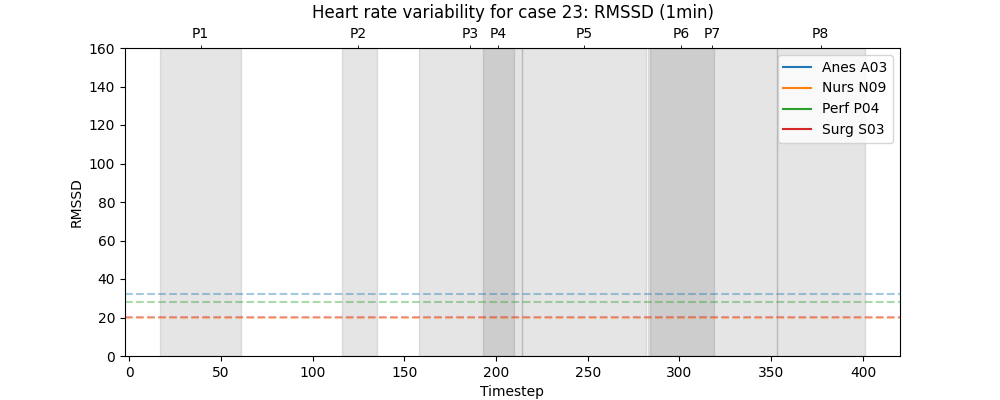 Heart rate variability for case 23: RMSSD (1min)
P1 P2 P3 P4 P5 P6 P7 P8
160
140
120
100
80
60
40
20
0
RMSSD
Anes A03
Nurs N09
Perf P04
Surg S03
0 50 100 150 200 250 300 350 400
Timestep